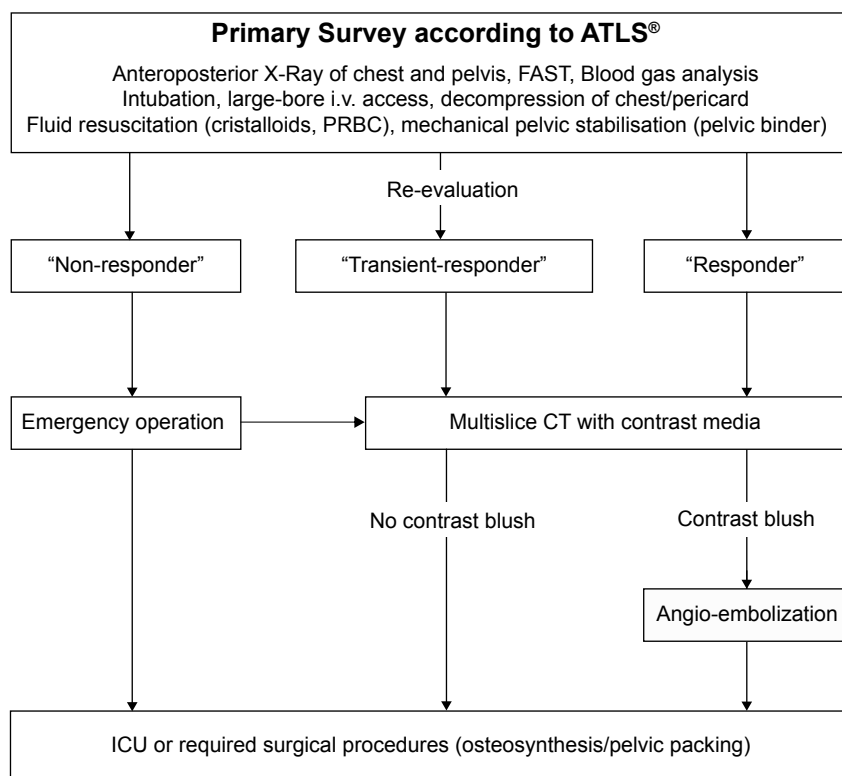 Primary Survey according to ATLS®
Anteroposterior X-Ray of chest and pelvis, FAST, Blood gas analysis
Intubation, large-bore i.v. access, decompression of chest/pericard
Fluid resuscitation (cristalloids, PRBC), mechanical pelvic stabilisation (pelvic binder)
Re-evaluation
“Non-responder”
“Transient-responder”
“Responder”
Emergency operation
Multislice CT with contrast media
No contrast blush
Contrast blush
Angio-embolization
ICU or required surgical procedures (osteosynthesis/pelvic packing)